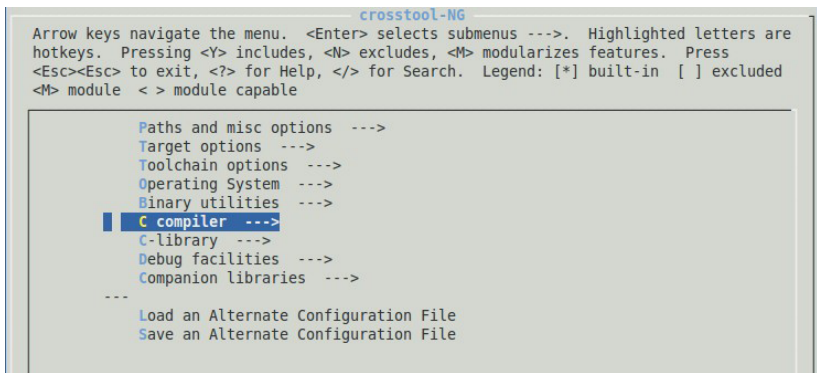 crosstool-NG
Arrow keys navigate the menu.  <Enter> selects submenus --->.  Highlighted letters are
hotkeys.  Pressing <Y> includes, <N> excludes, <M> modularizes features.  Press
<Esc><Esc> to exit, <?> for Help, </> for Search.  Legend: [*] built-in  [ ] excluded
<M> module  < > module capable
Paths and misc options  --->
Target options  --->
Toolchain options  --->
Operating System  --->
Binary utilities  --->
C compiler  --->
C-library  --->
Debug facilities  --->
Companion libraries  --->
---
Load an Alternate Configuration File
Save an Alternate Configuration File